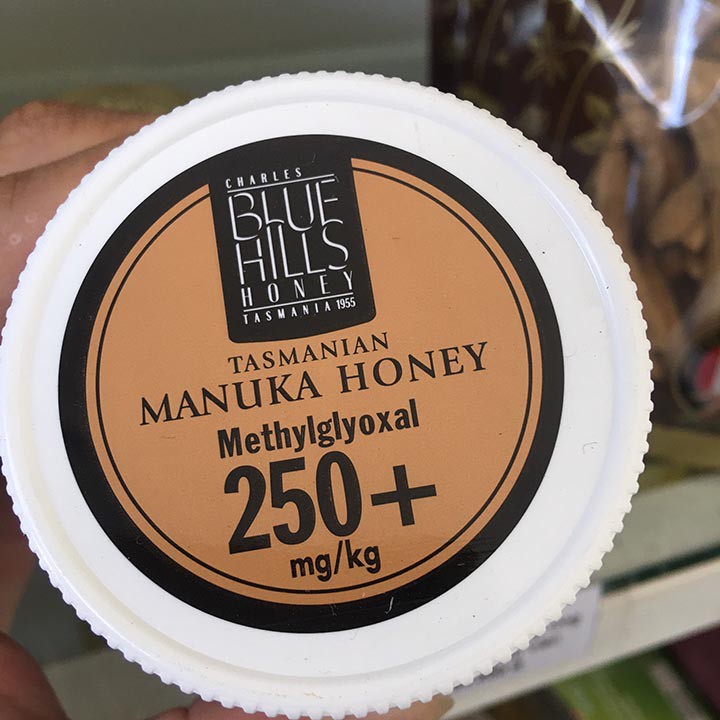 CHARLES
BLUE
HILLS
HONEY
TASMANIA 1955
TASMANIAN
MANUKA HONEY
Methylglyoxal
250+
mg/kg